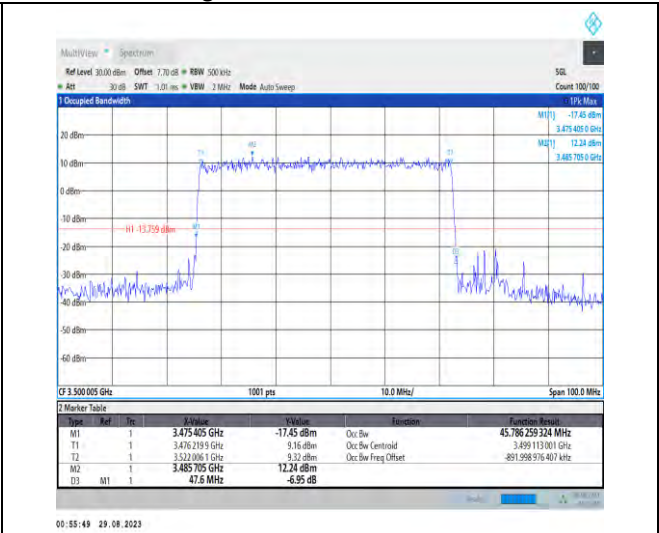 MultiView Spectrum
Ref Level 30.00 dBm Offset 7.70 dB RBW 500 kHz SGL
Att 30 dB SWT 1.01 ms VBW 2 MHz Mode Auto Sweep Count 100/100
1 Occupied Bandwidth 1Pk Max
M1[1] -17.45 dBm
3.475 405 0 GHz
20 dBm
M2[1] 12.24 dBm
3.485 705 0 GHz
M2
T1
10 dBm
0 dBm
-10 dBm
H1 -13.759 dBm
M1
-20 dBm
-30 dBm
-40 dBm
-50 dBm
-60 dBm
CF 3.500 005 GHz 1001 pts 10.0 MHz/ Span 100.0 MHz
2 Marker Table
Type Ref Trc X-Value Y-Value Function Function Result
M1 1 3.475 405 GHz -17.45 dBm Occ Bw 45.786 259 324 MHz
T1 1 3.476 219 9 GHz 9.16 dBm Occ Bw Centroid 3.499 113 001 GHz
T2 1 3.522 006 1 GHz 9.32 dBm Occ Bw Freq Offset -891.998 976 407 kHz
M2 1 3.485 705 GHz 12.24 dBm
D3 M1 1 47.6 MHz -6.95 dB
00:55:49 29.08.2023